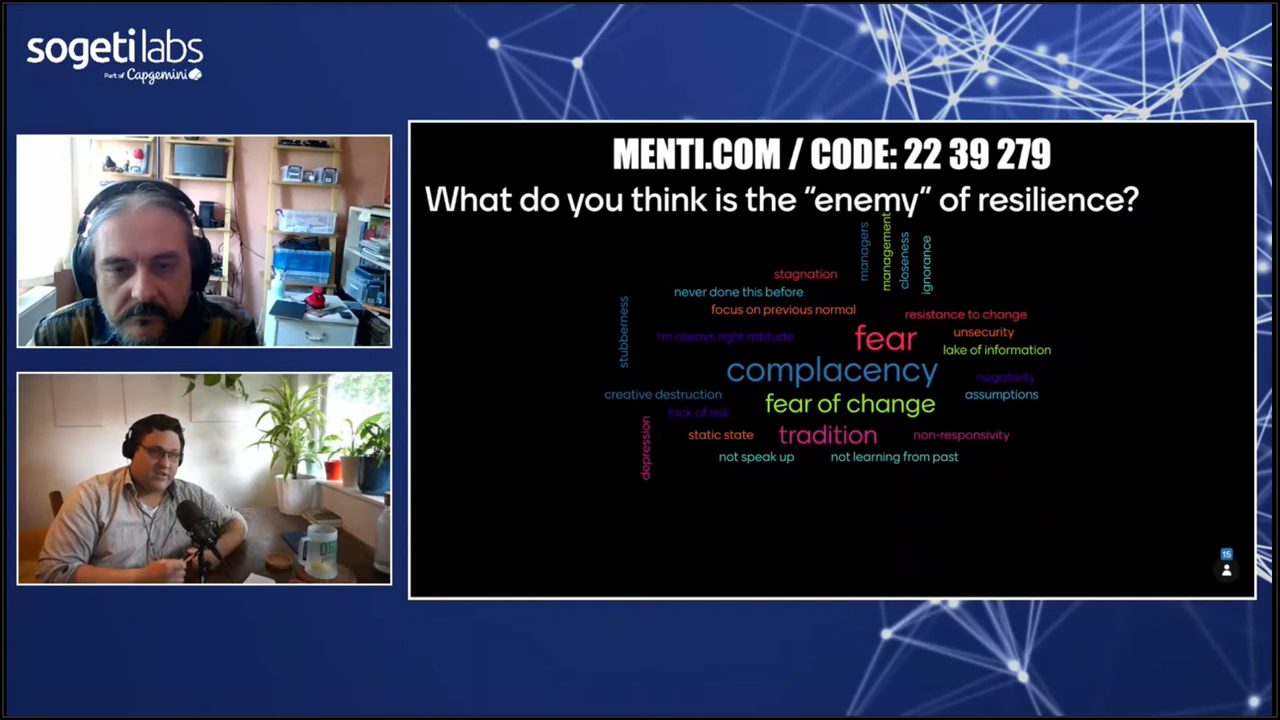 sogetilabs
Part of Capgemini
MENTI.COM / CODE: 22 39 279
What do you think is the “enemy” of resilience?
managers
management
closeness
ignorance
stagnation
never done this before
focus on previous normal
resistance to change
stubberness
I'm always right attitude
fear
unsecurity
lake of information
complacency
negativity
creative destruction
fear of change
assumptions
lack of risk
depression
static state
tradition
non-responsivity
not speak up
not learning from past
15